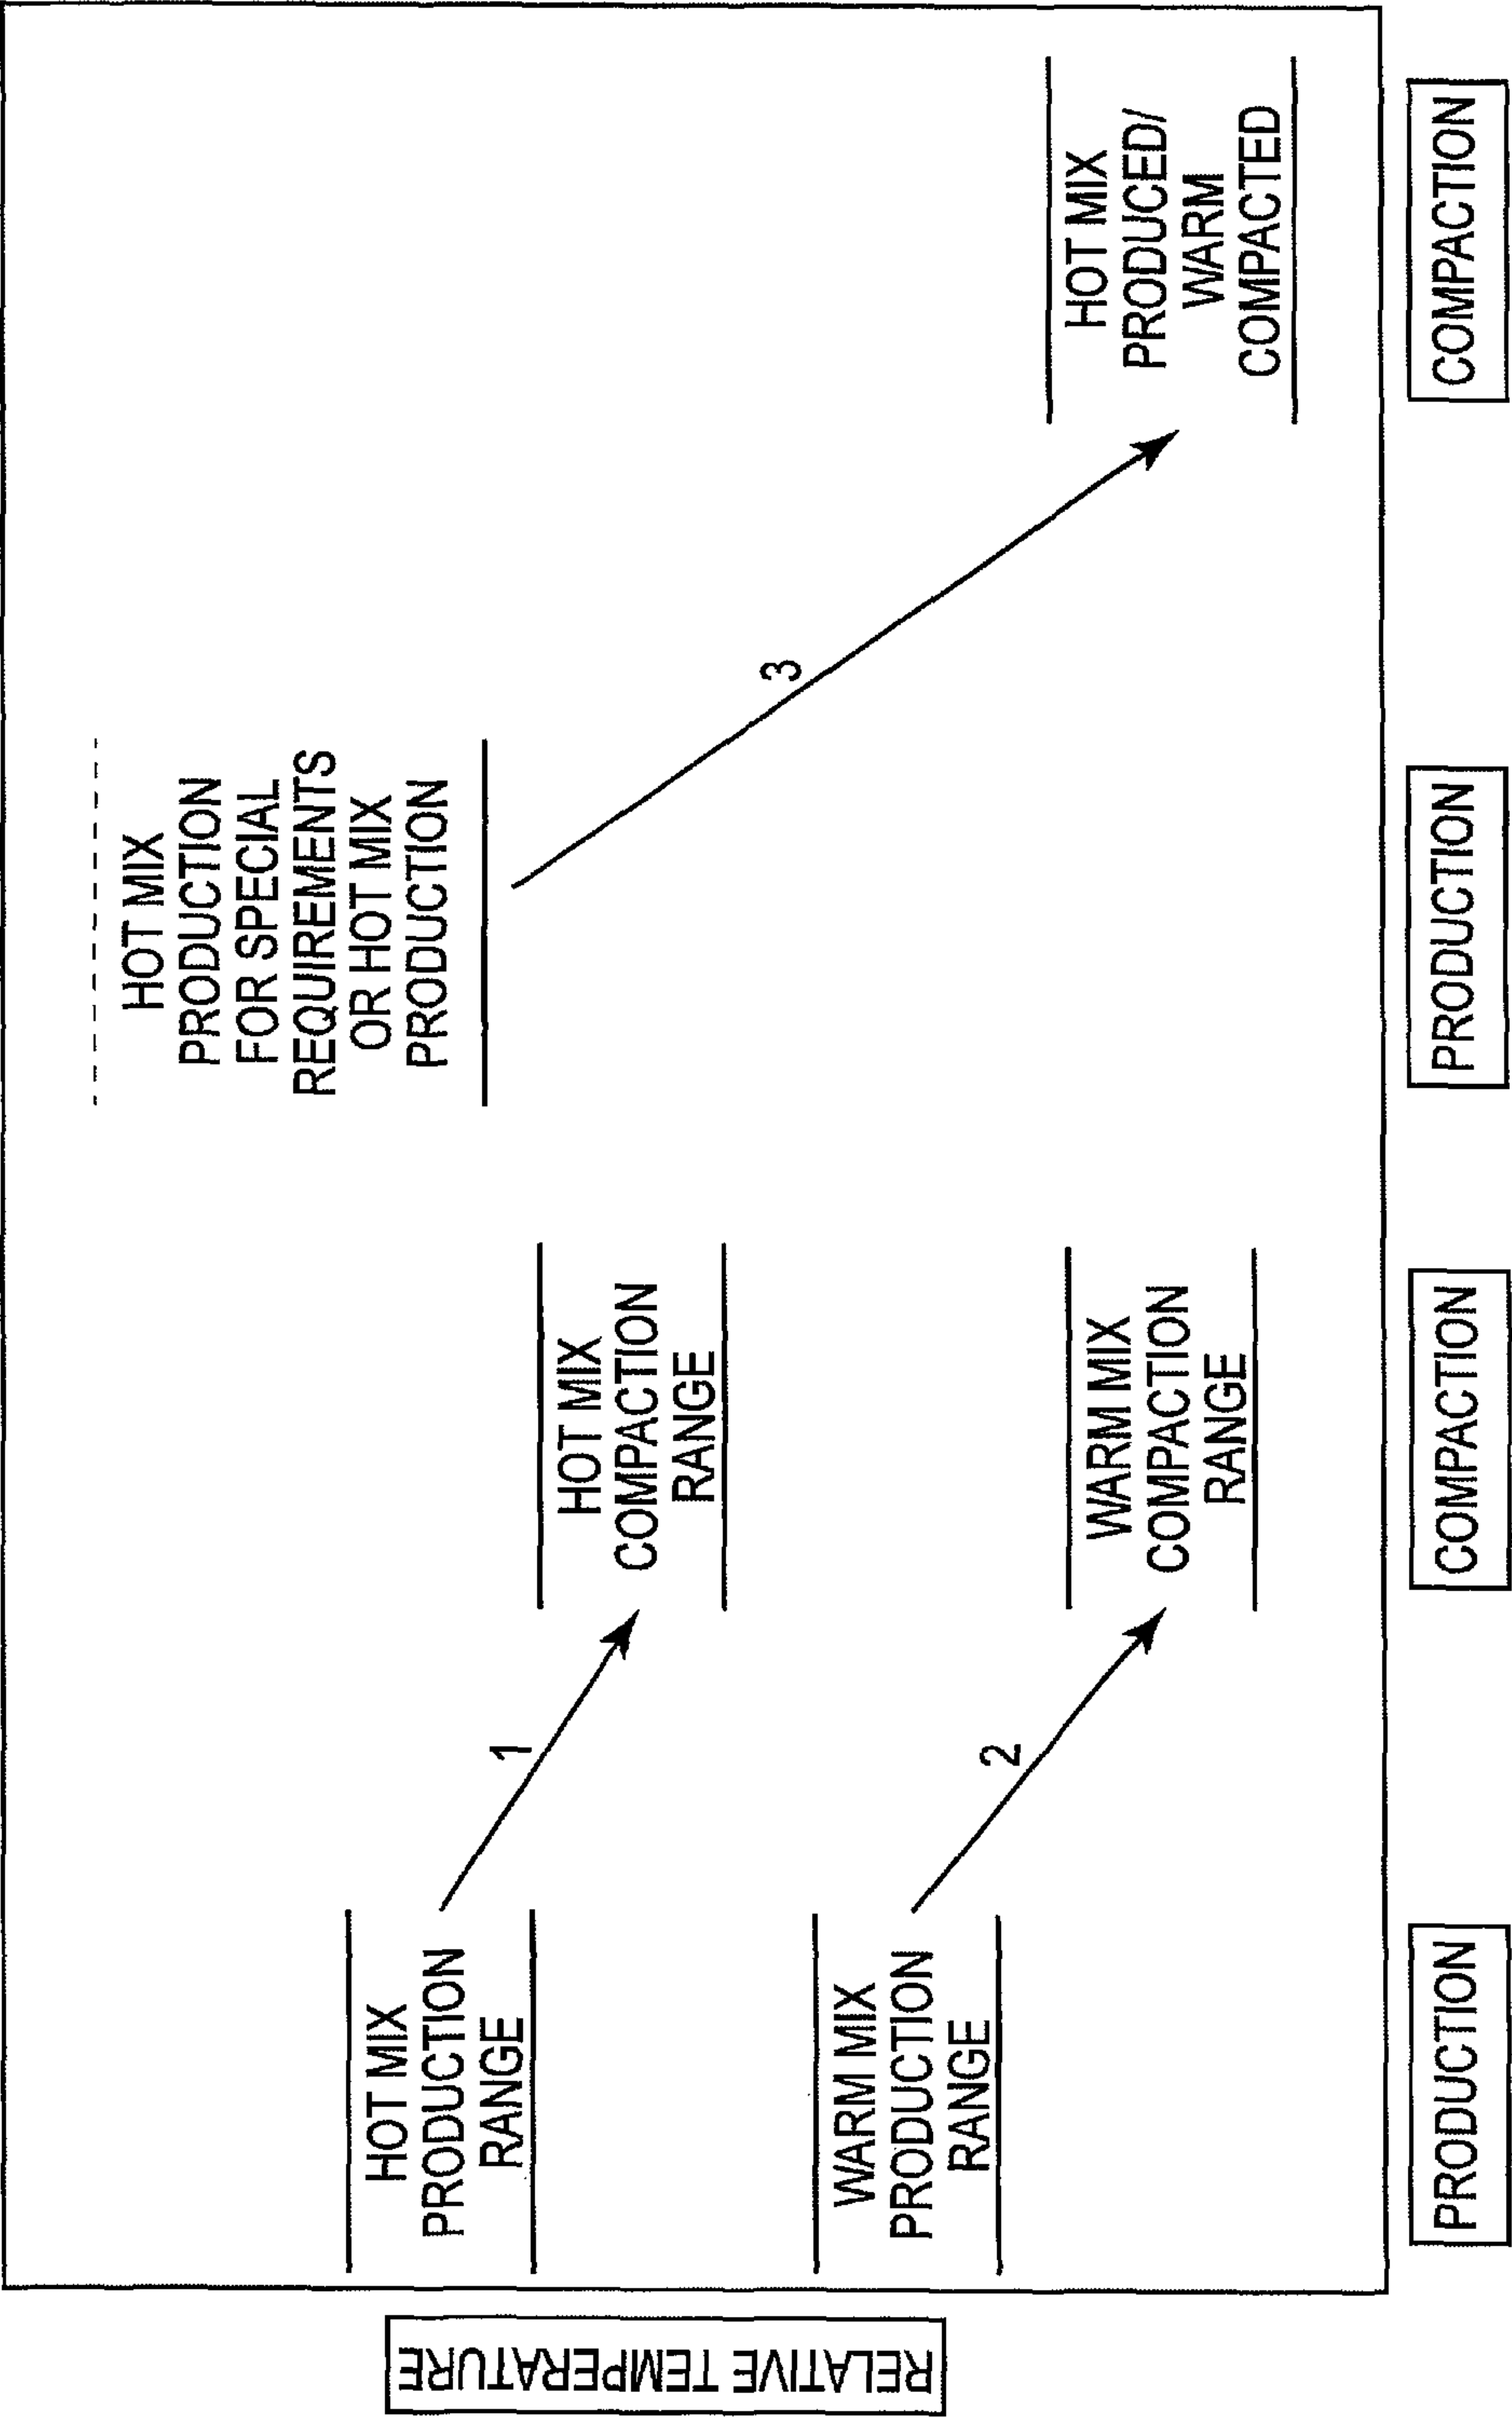 RELATIVE TEMPERATURE
HOT MIX
PRODUCTION
RANGE
1
HOT MIX
COMPACTION
RANGE
WARM MIX
PRODUCTION
RANGE
2
WARM MIX
COMPACTION
RANGE
HOT MIX
PRODUCTION
FOR SPECIAL
REQUIREMENTS
OR HOT MIX
PRODUCTION
3
HOT MIX
PRODUCED/
WARM
COMPACTED
PRODUCTION
COMPACTION
PRODUCTION
COMPACTION